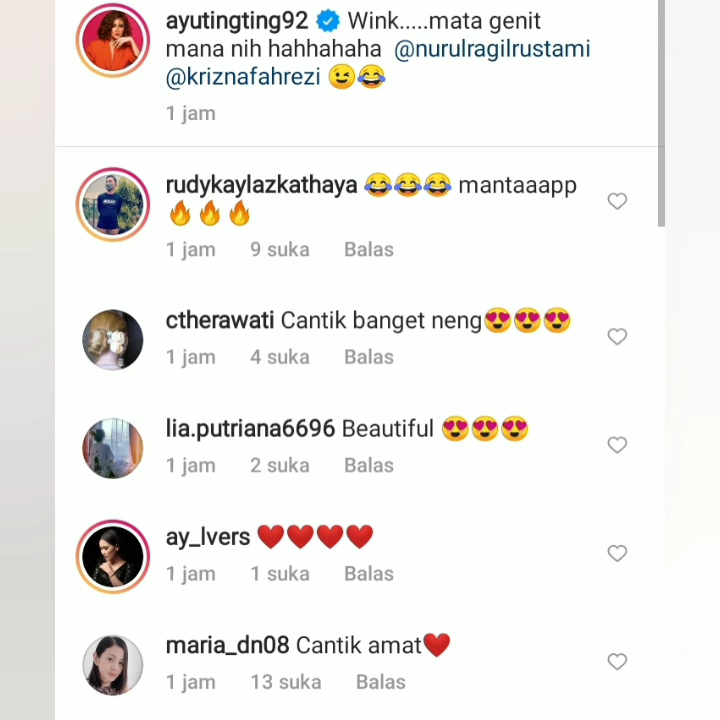 ayutingting92 Wink.....mata genit
mana nih hahhahaha @nurulragilrustami
@kriznafahrezi 😉😂
1 jam
rudykaylazkathaya 😂😂😂 mantaaapp
🔥🔥🔥
1 jam 9 suka Balas
ctherawati Cantik banget neng😍😍😍
1 jam 4 suka Balas
lia.putriana6696 Beautiful 😍😍😍
1 jam 2 suka Balas
ay_lvers ❤️❤️❤️❤️
1 jam 1 suka Balas
maria_dn08 Cantik amat❤️
1 jam 13 suka Balas